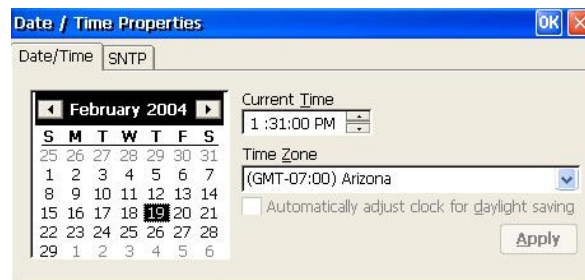 Date / Time Properties OK
Date/Time SNTP
February 2004
S M T W T F S
25 26 27 28 29 30 31
1 2 3 4 5 6 7
8 9 10 11 12 13 14
15 16 17 18 19 20 21
22 23 24 25 26 27 28
29 1 2 3 4 5 6
Current Time
1 :31:00 PM
Time Zone
(GMT-07:00) Arizona
Automatically adjust clock for daylight saving
Apply